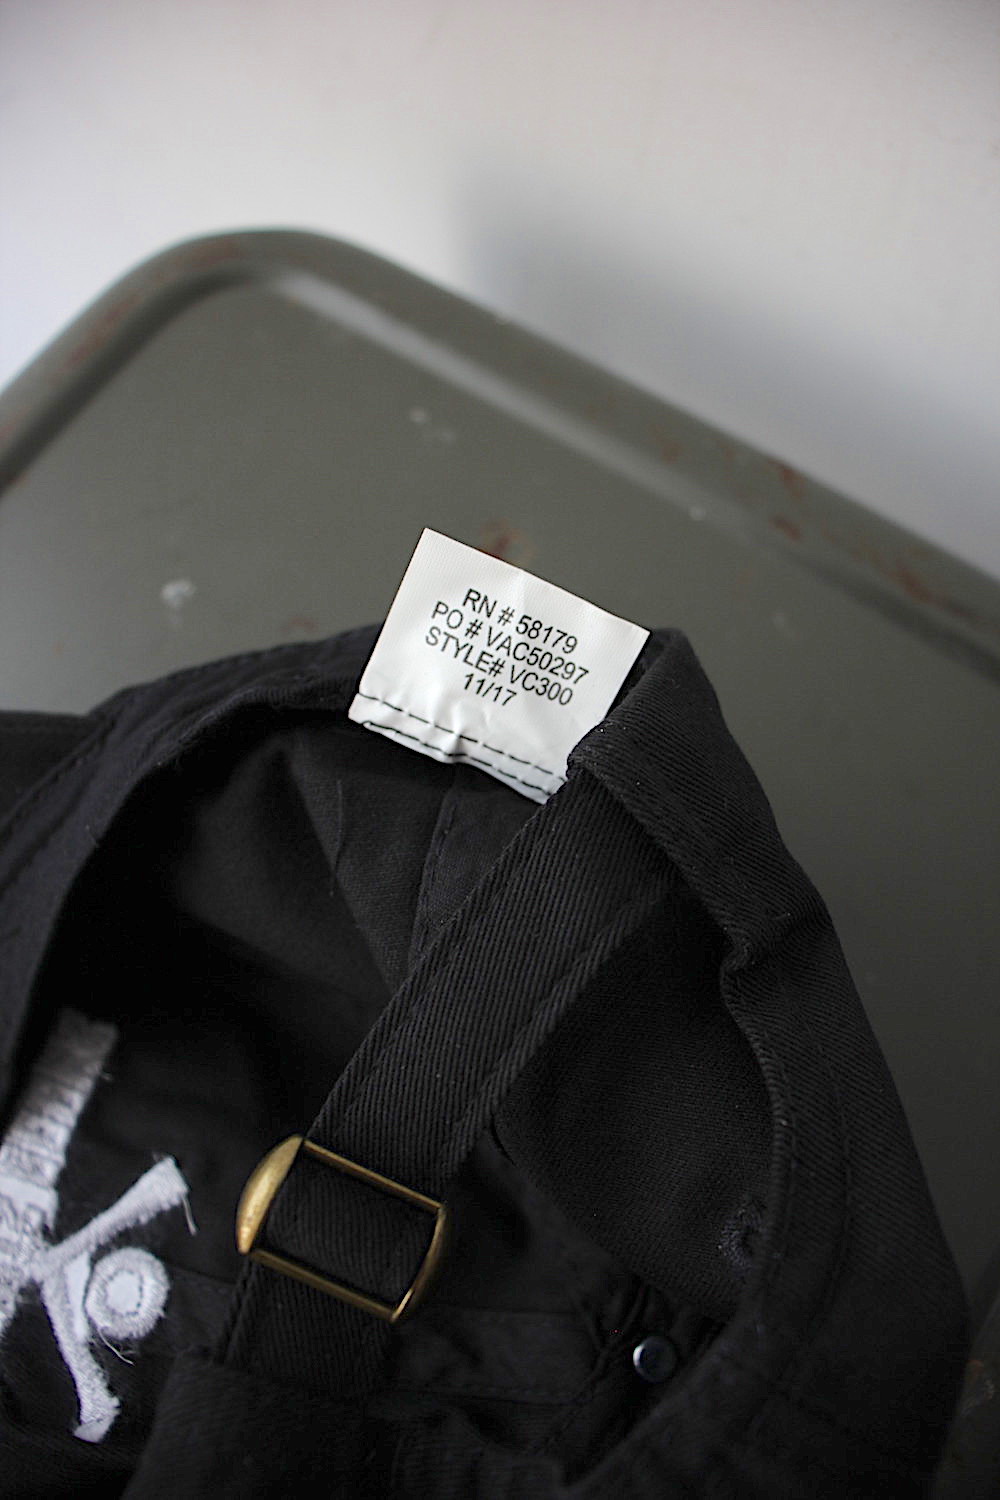 RN # 58179
PO # VAC50297
STYLE# VC300
11/17